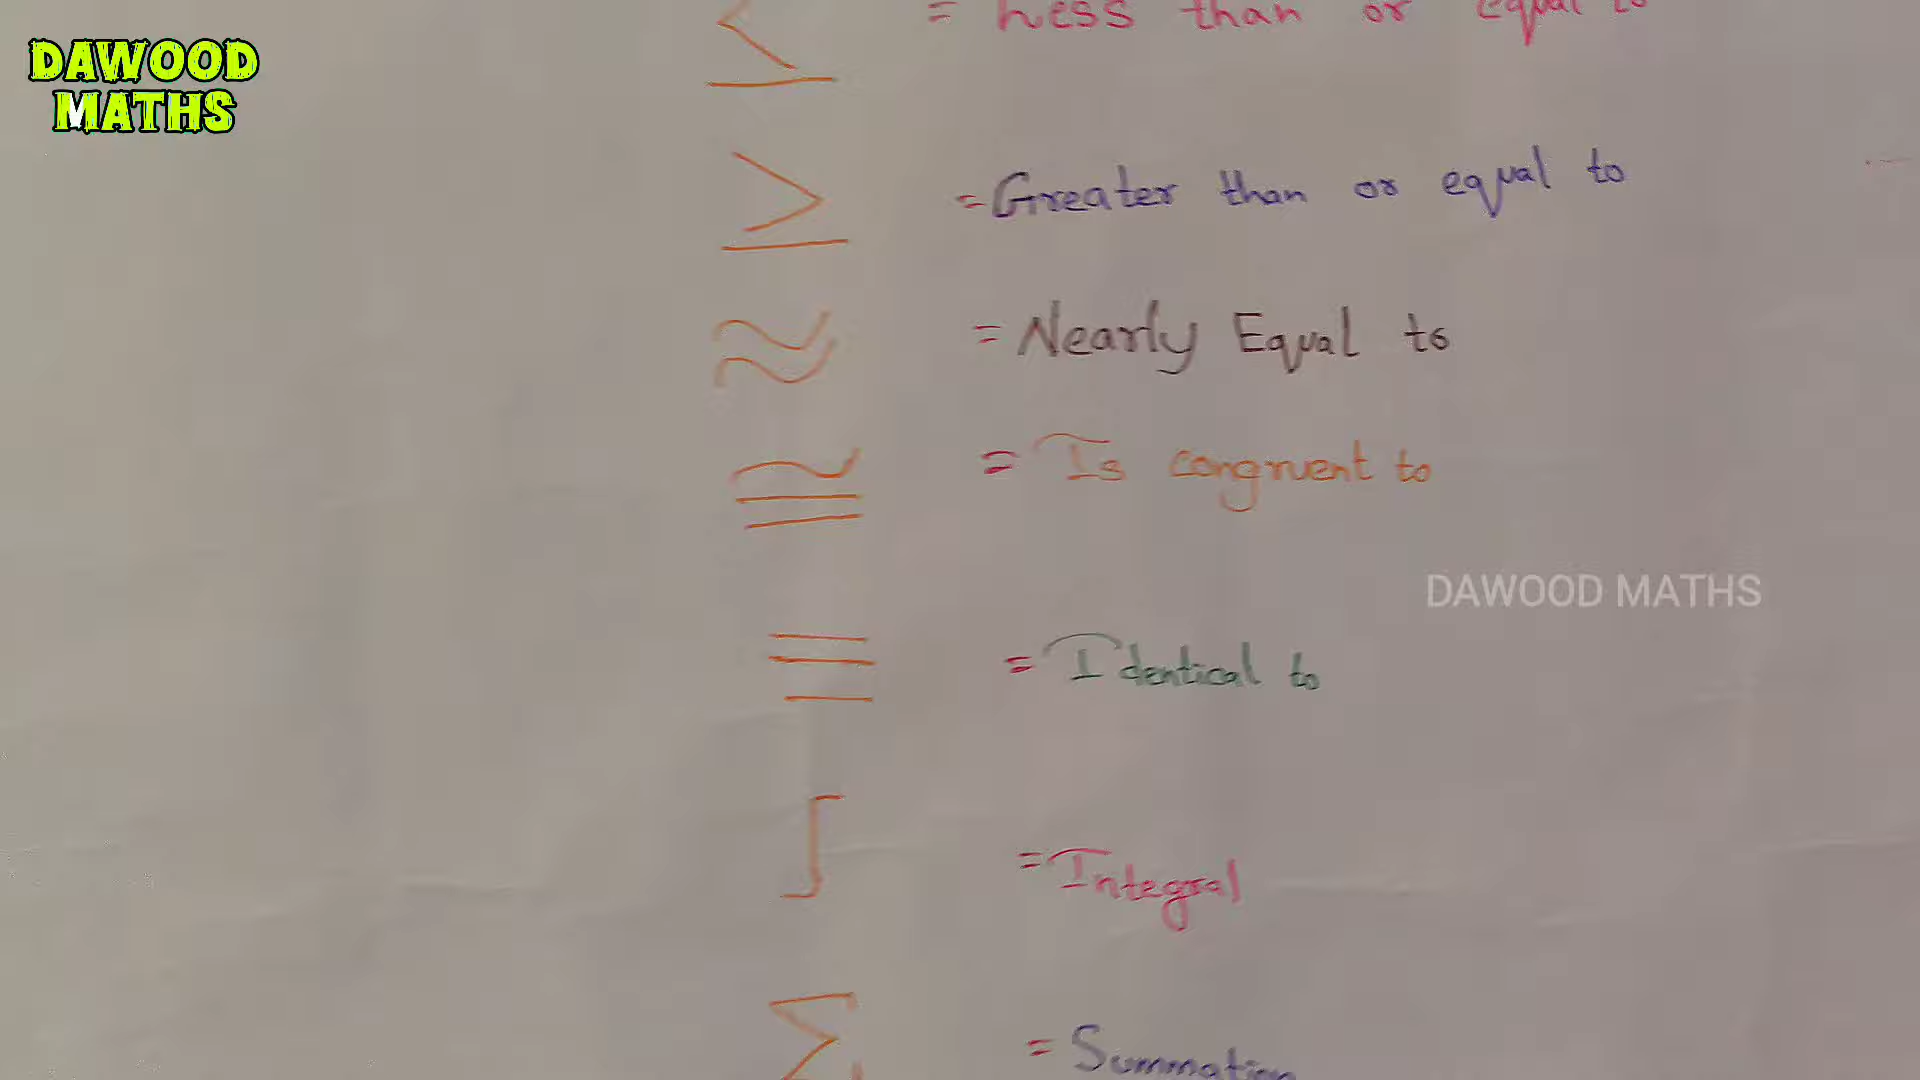 DAWOOD
MATHS
≤ = Less than or equal to
≥ = Greater than or equal to
≈ = Nearly Equal to
≅ = Is congruent to
DAWOOD MATHS
≡ = Identical to
∫ = Integral
∑ = Summation